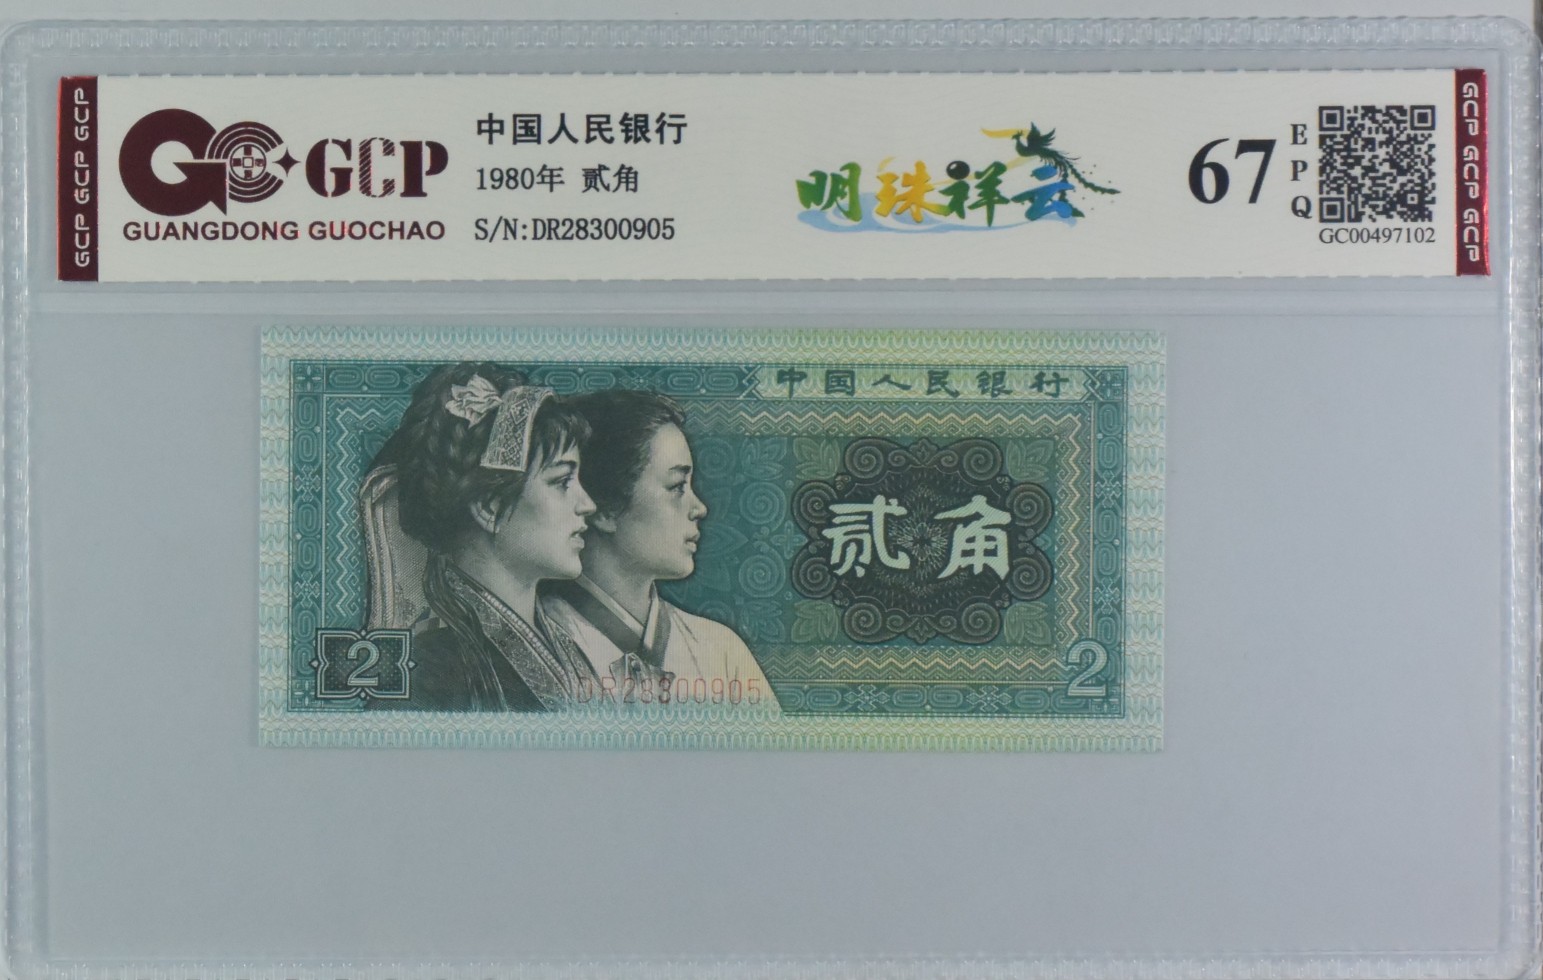 GCP GCP GCP
GCP
GUANGDONG GUOCHAO
中国人民银行
1980年 贰角
S/N:DR28300905
明珠祥云
67
EPQ
GC00497102
GCP GCP GCP
中国人民银行
贰角
2
DR28300905
2